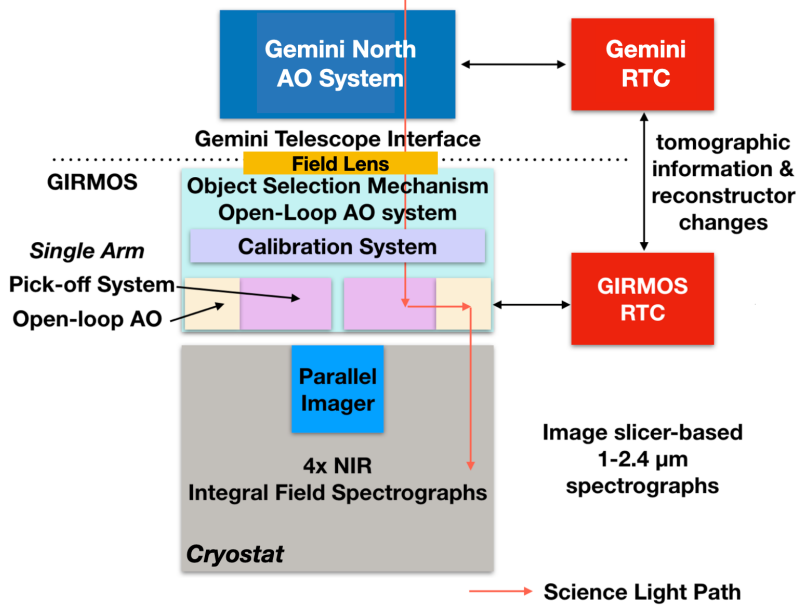 Gemini North
AO System
Gemini
RTC
Gemini Telescope Interface
tomographic
information &
reconstructor
changes
Field Lens
GIRMOS
Object Selection Mechanism
Open-Loop AO system
Single Arm
Calibration System
Pick-off System
Open-loop AO
GIRMOS
RTC
Parallel
Imager
4x NIR
Integral Field Spectrographs
Image slicer-based
1-2.4 µm
spectrographs
Cryostat
Science Light Path